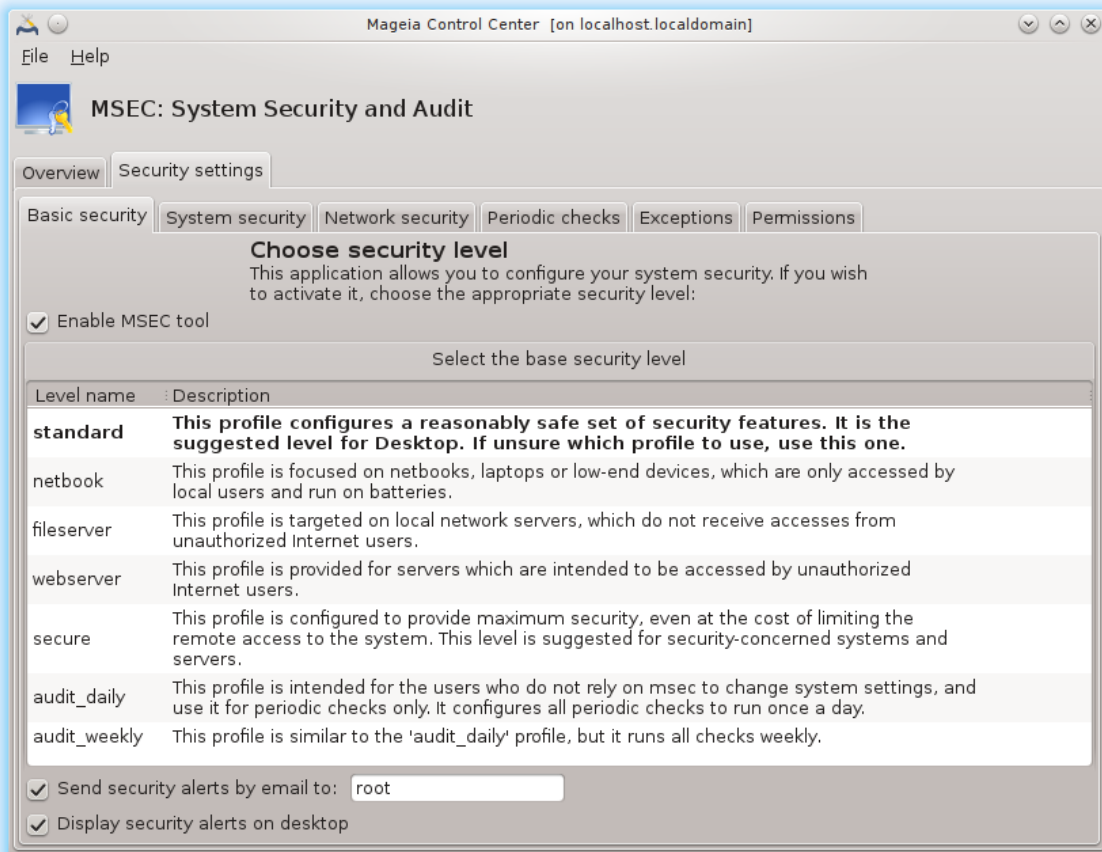 Mageia Control Center [on localhost.localdomain]
File Help
MSEC: System Security and Audit
Overview Security settings
Basic security System security Network security Periodic checks Exceptions Permissions
Choose security level
This application allows you to configure your system security. If you wish
to activate it, choose the appropriate security level:
Enable MSEC tool
Select the base security level
Level name Description
standard This profile configures a reasonably safe set of security features. It is the
suggested level for Desktop. If unsure which profile to use, use this one.
netbook This profile is focused on netbooks, laptops or low-end devices, which are only accessed by
local users and run on batteries.
fileserver This profile is targeted on local network servers, which do not receive accesses from
unauthorized Internet users.
webserver This profile is provided for servers which are intended to be accessed by unauthorized
Internet users.
secure This profile is configured to provide maximum security, even at the cost of limiting the
remote access to the system. This level is suggested for security-concerned systems and
servers.
audit_daily This profile is intended for the users who do not rely on msec to change system settings, and
use it for periodic checks only. It configures all periodic checks to run once a day.
audit_weekly This profile is similar to the 'audit_daily' profile, but it runs all checks weekly.
Send security alerts by email to: root
Display security alerts on desktop